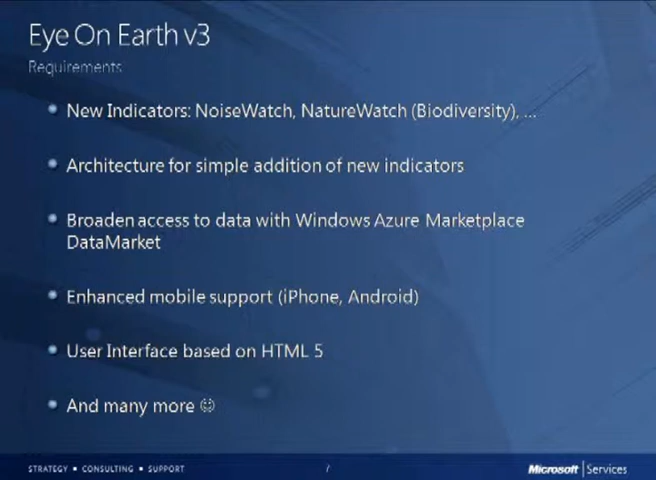 Eye On Earth v3
Requirements
New Indicators: NoiseWatch, NatureWatch (Biodiversity), ...
Architecture for simple addition of new indicators
Broaden access to data with Windows Azure Marketplace
DataMarket
Enhanced mobile support (iPhone, Android)
User Interface based on HTML 5
And many more ☺
STRATEGY ▪ CONSULTING ▪ SUPPORT
7
Microsoft | Services